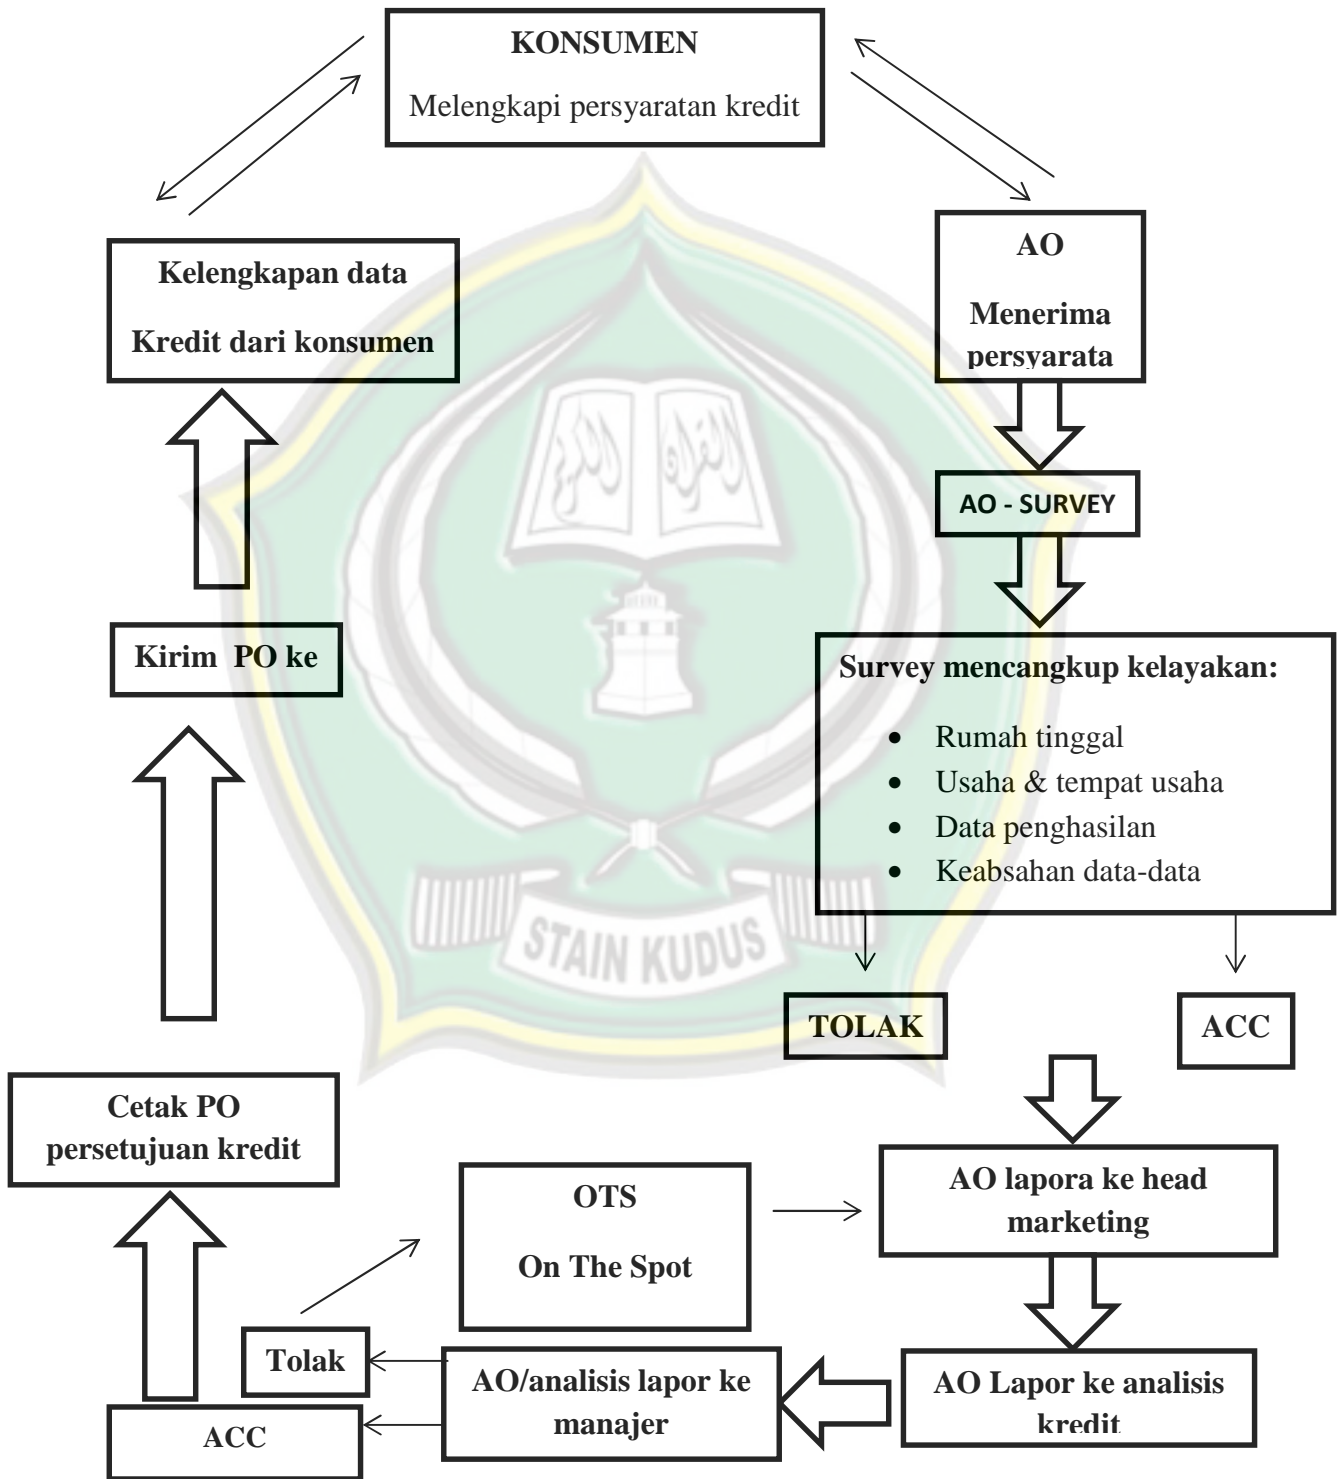 KONSUMEN
Melengkapi persyaratan kredit
Kelengkapan data
Kredit dari konsumen
AO
Menerima
persyarata
AO - SURVEY
Kirim PO ke
Survey mencangkup kelayakan:
• Rumah tinggal
• Usaha & tempat usaha
• Data penghasilan
• Keabsahan data-data
STAIN KUDUS
TOLAK
ACC
Cetak PO
persetujuan kredit
OTS
On The Spot
AO lapora ke head
marketing
Tolak
AO/analisis lapor ke
manajer
AO Lapor ke analisis
kredit
ACC